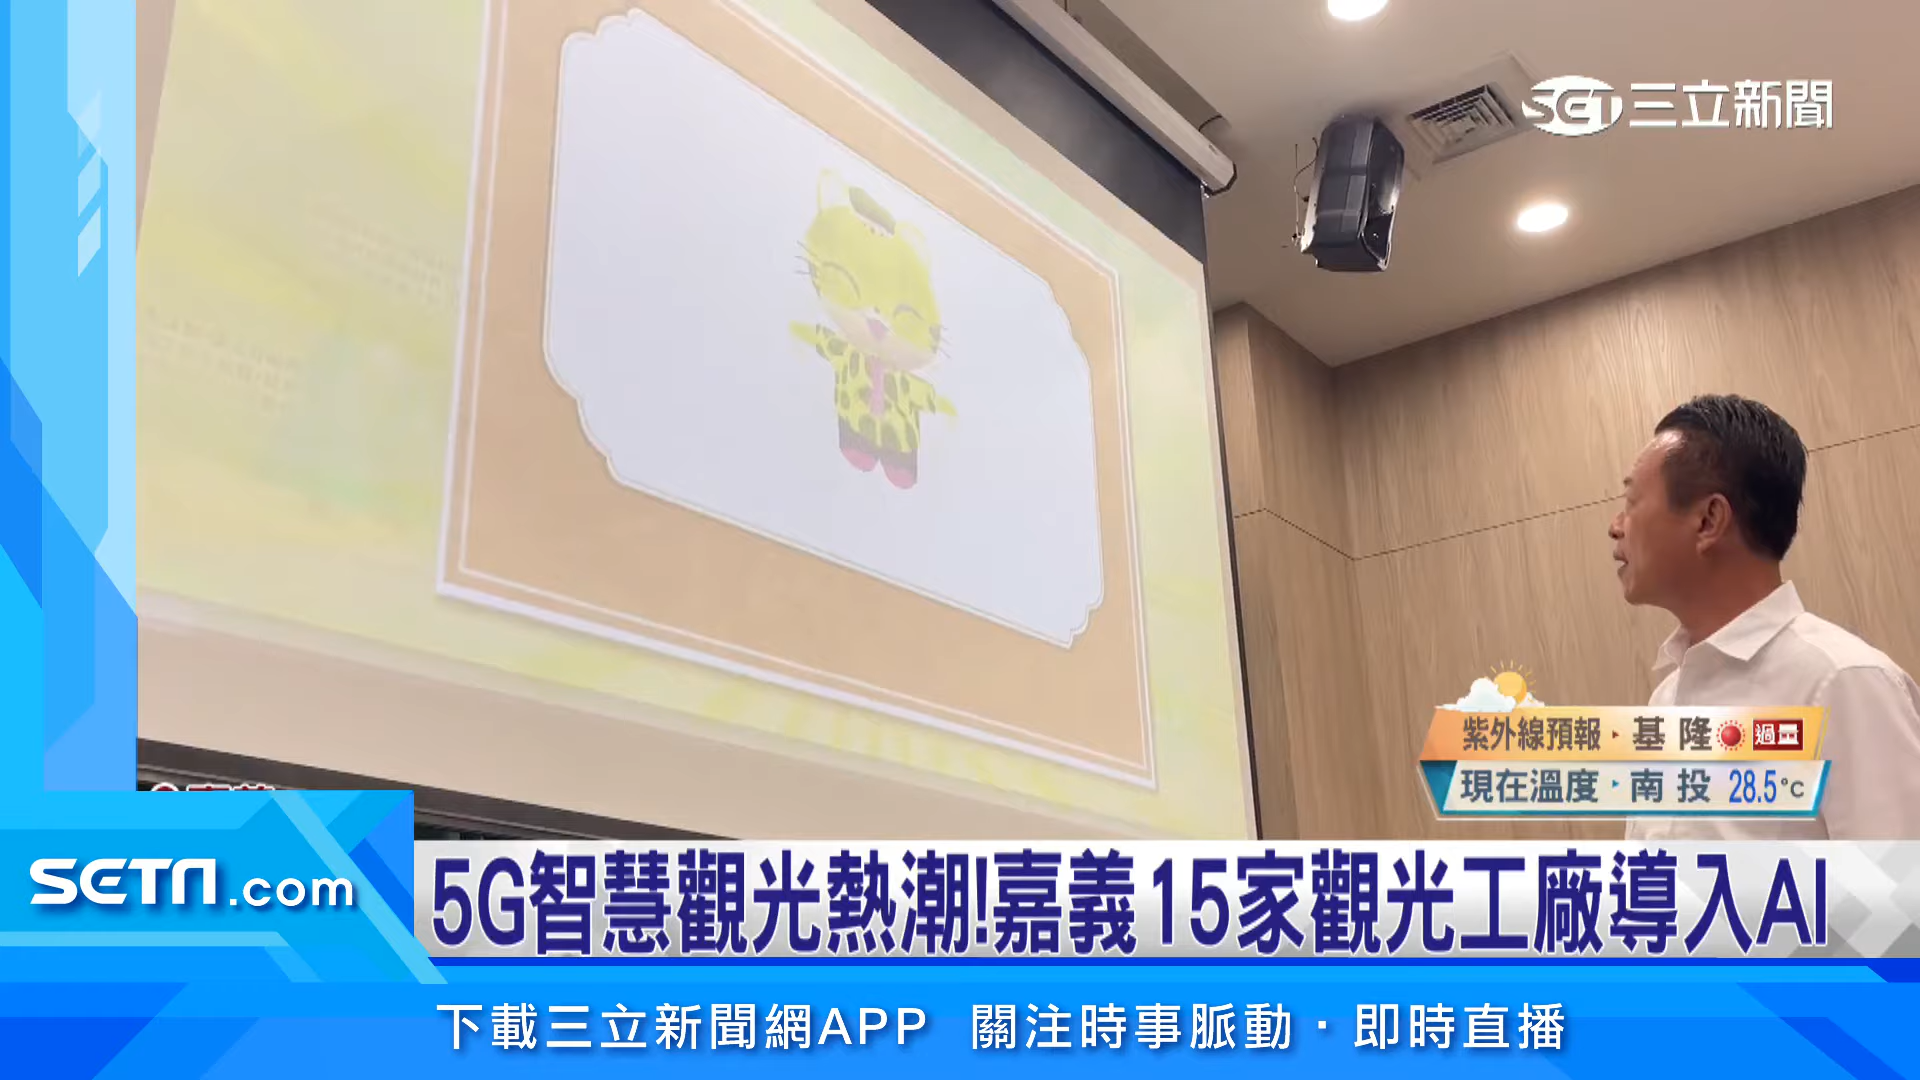 SET三立新聞
紫外線預報‧基隆 過量
現在溫度‧南投 28.5°C
SETN.com
5G智慧觀光熱潮!嘉義15家觀光工廠導入AI
下載三立新聞網APP 關注時事脈動‧即時直播